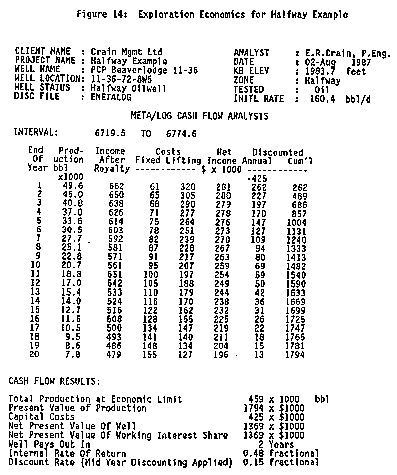 Figure 14: Exploration Economics for Halfway Example
CLIENT NAME : Crain Mgmt Ltd ANALYST : E.R.Crain, P.Eng.
PROJECT NAME : Halfway Example DATE : 02-Aug 1987
WELL NAME : PCP Beaverlodge 11-36 KB ELEV : 1993.7 feet
WELL LOCATION: 11-36-72-8W5 ZONE : Halfway
WELL STATUS : Halfway Oilwell TESTED : Oil
DISC FILE : ENETALOG INITL RATE : 160.4 bbl/d
META/LOG CASH FLOW ANALYSIS
INTERVAL: 6719.5 TO 6774.6
End Prod- Income Costs Net Discounted
Of uction After Fixed Lifting Income Annual Cum'l
Year bbl Royalty ---------------- $ x 1000 ----------------
x1000 -425
1 49.6 662 61 320 281 262 262
2 45.0 650 65 305 280 227 489
3 40.8 638 68 290 279 197 686
4 37.0 626 71 277 278 170 857
5 33.6 614 75 264 276 147 1004
6 30.5 603 78 251 273 127 1131
7 27.7 592 82 239 270 109 1240
8 25.1 581 87 228 267 94 1333
9 22.8 571 91 217 263 80 1413
10 20.7 561 95 207 259 69 1482
11 18.8 551 100 197 254 59 1540
12 17.0 542 105 188 249 50 1590
13 15.4 533 110 179 244 42 1633
14 14.0 524 116 170 238 36 1669
15 12.7 516 122 162 232 31 1699
16 11.6 508 128 155 225 26 1725
17 10.5 500 134 147 219 22 1747
18 9.5 493 141 140 211 18 1765
19 8.6 486 148 134 204 15 1781
20 7.8 479 155 127 196 13 1794
CASH FLOW RESULTS:
Total Production at Economic Limit 459 x 1000 bbl
Present Value of Production 1794 x $1000
Capital Costs 425 x $1000
Net Present Value Of Well 1369 x $1000
Net Present Value Of Working Interest Share 1369 x $1000
Well Pays Out In 2 Years
Internal Rate Of Return 0.48 fractional
Discount Rate (Mid Year Discounting Applied) 0.15 fractional